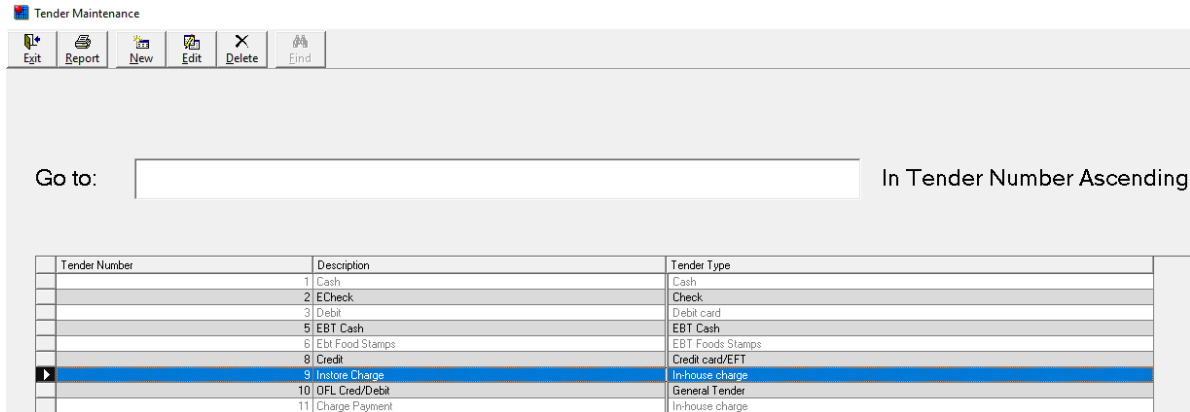 Tender Maintenance
Exit Report New Edit Delete Find
Go to: In Tender Number Ascending
Tender Number Description Tender Type
1 Cash Cash
2 ECheck Check
3 Debit Debit card
5 EBT Cash EBT Cash
6 Ebt Food Stamps EBT Foods Stamps
8 Credit Credit card/EFT
9 Instore Charge In-house charge
10 OFL Cred/Debit General Tender
11 Charge Payment In-house charge